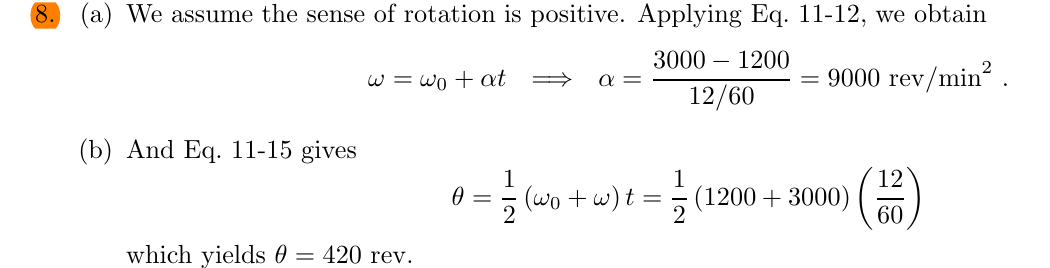 8. (a) We assume the sense of rotation is positive. Applying Eq. 11-12, we obtain
ω = ω₀ + αt ⟹ α = (3000 − 1200)/(12/60) = 9000 rev/min² .
(b) And Eq. 11-15 gives
θ = 1/2 (ω₀ + ω) t = 1/2 (1200 + 3000) (12/60)
which yields θ = 420 rev.